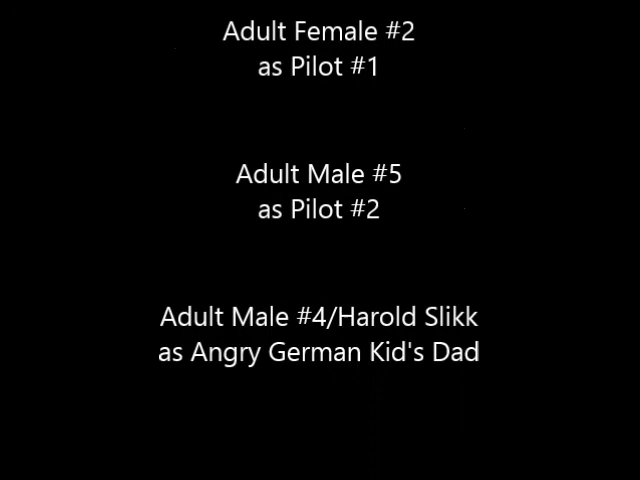 Adult Female #2
as Pilot #1
Adult Male #5
as Pilot #2
Adult Male #4/Harold Slikk
as Angry German Kid's Dad